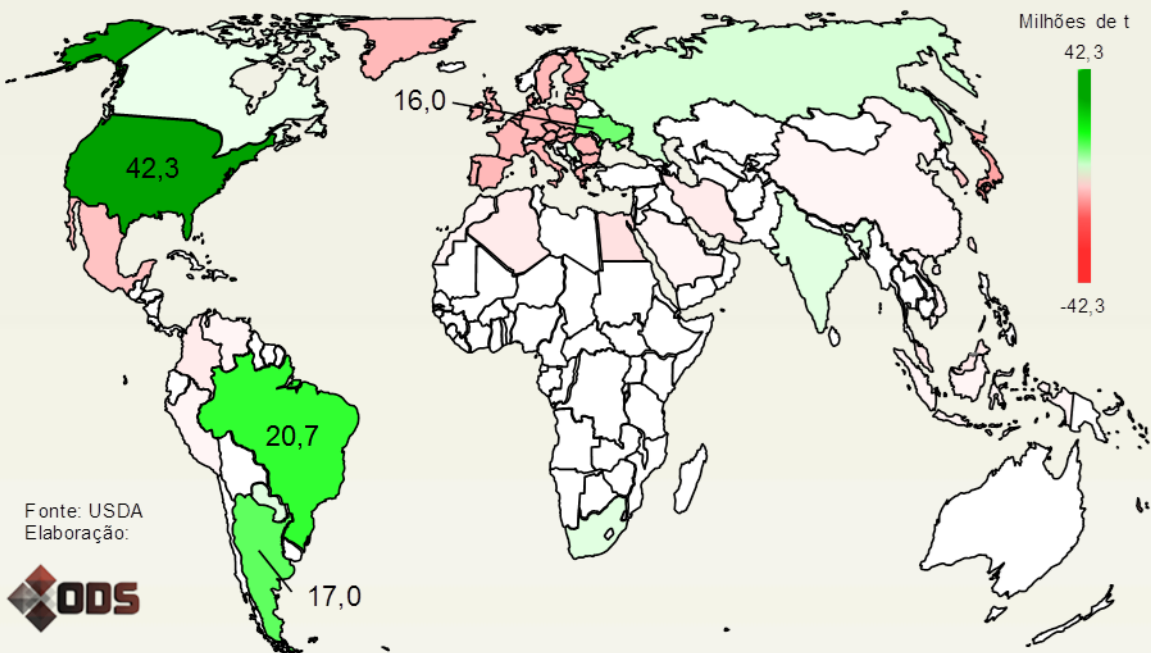 Milhões de t
42,3
-42,3
16,0
42,3
20,7
17,0
Fonte: USDA
Elaboração:
ODS